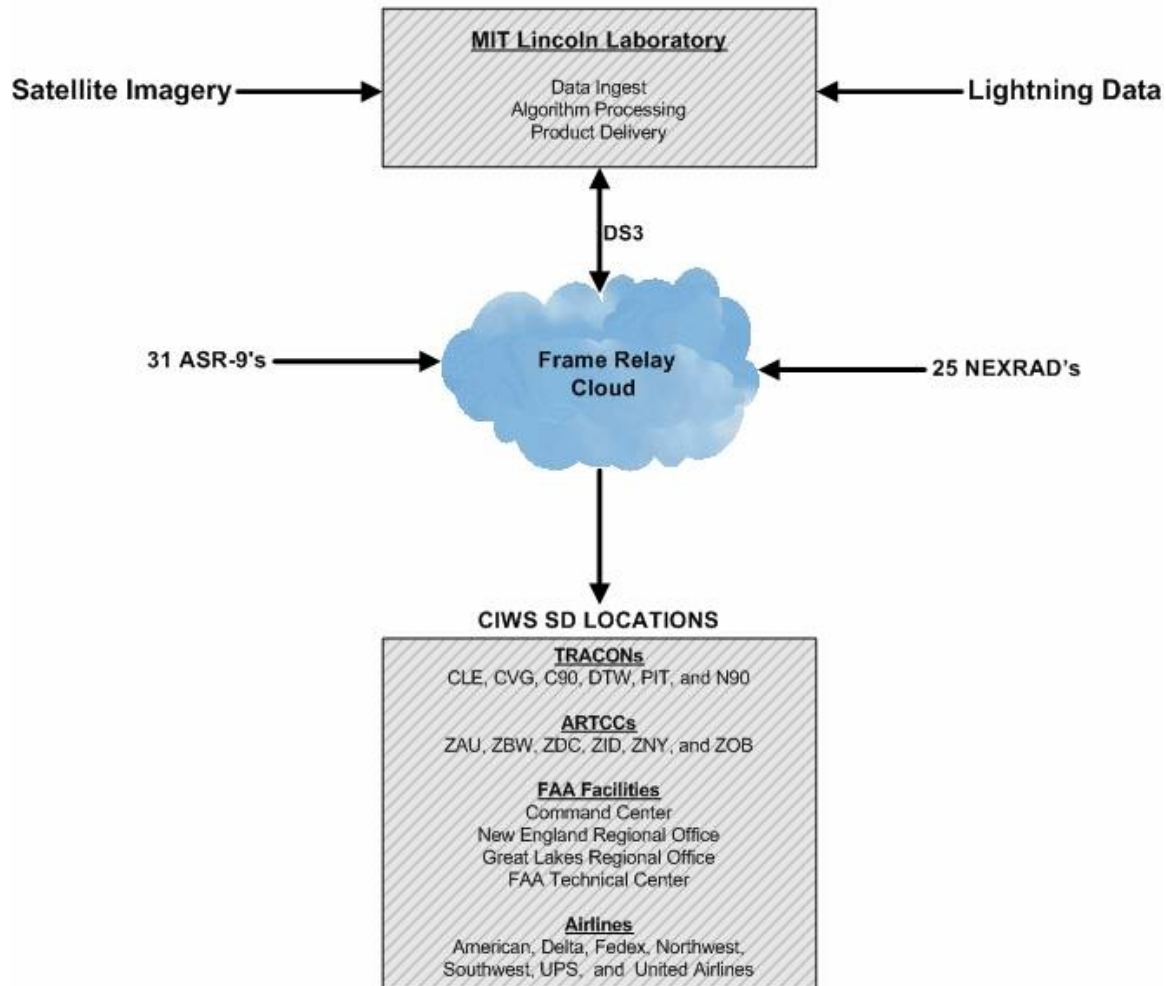 MIT Lincoln Laboratory
Data Ingest
Algorithm Processing
Product Delivery
Satellite Imagery
Lightning Data
DS3
31 ASR-9's
Frame Relay
Cloud
25 NEXRAD's
CIWS SD LOCATIONS
TRACONs
CLE, CVG, C90, DTW, PIT, and N90
ARTCCs
ZAU, ZBW, ZDC, ZID, ZNY, and ZOB
FAA Facilities
Command Center
New England Regional Office
Great Lakes Regional Office
FAA Technical Center
Airlines
American, Delta, Fedex, Northwest,
Southwest, UPS, and United Airlines